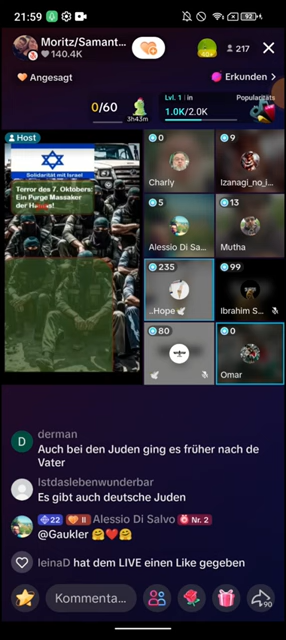 21:59
92
Moritz/Samant...
140.4K
217
Angesagt
Erkunden >
0/60
3h43m
Lvl. 1 | in
Popularitäts
1.0K/2.0K
Host
Solidarität mit Israel
Terror des 7. Oktobers:
Ein Purge Massaker
der Hamas!
0
Charly
9
Izanagi_no_i...
5
Alessio Di Sa...
13
Mutha
235
..Hope
99
Ibrahim S...
80
0
Omar
D
derman
Auch bei den Juden ging es früher nach de
Vater
Istdaslebenwunderbar
Es gibt auch deutsche Juden
22 II Alessio Di Salvo Nr. 2
@Gaukler 🤗❤️🤗
leinaD hat dem LIVE einen Like gegeben
Kommenta...
90